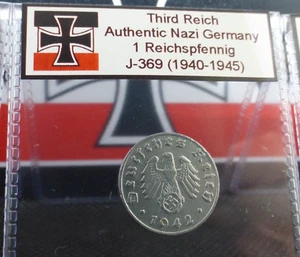 Third Reich
Authentic Nazi Germany
1 Reichspfennig
J-369 (1940-1945)
Deutsches Reich
1942